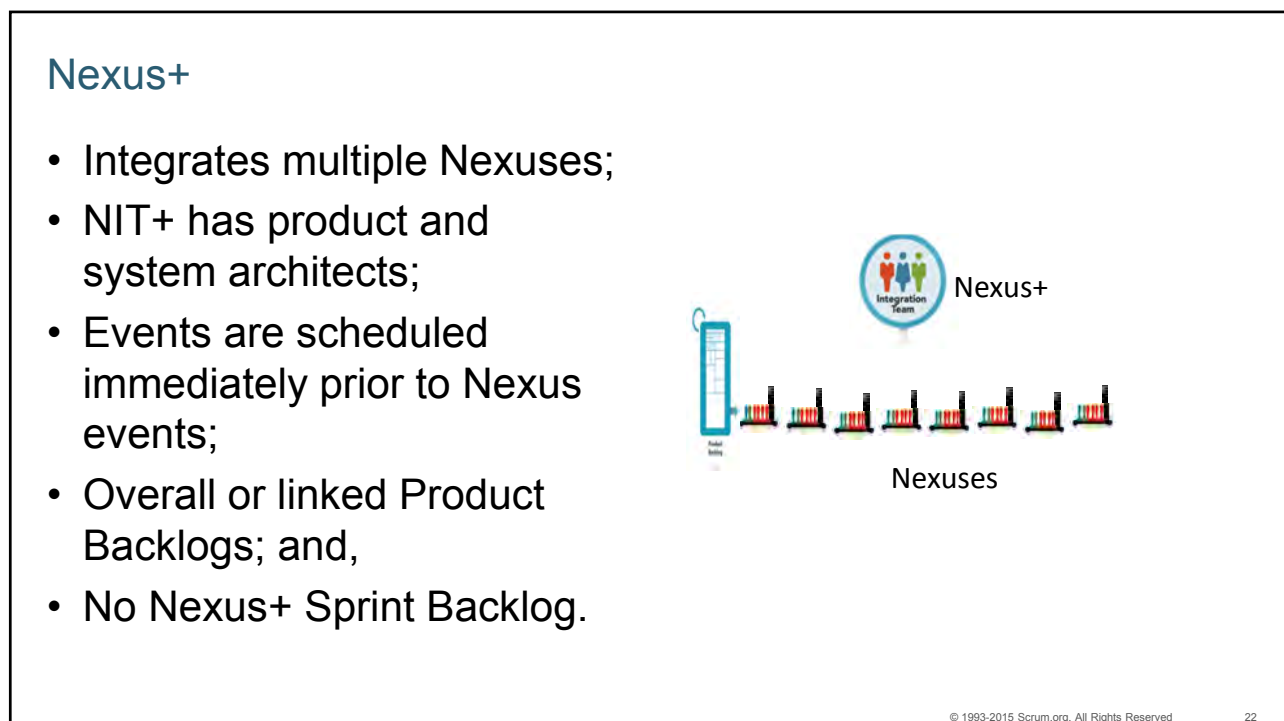 Nexus+
• Integrates multiple Nexuses;
• NIT+ has product and
system architects;
• Events are scheduled
immediately prior to Nexus
events;
• Overall or linked Product
Backlogs; and,
• No Nexus+ Sprint Backlog.
Integration
Team
Nexus+
Product
Backlog
Nexuses
© 1993-2015 Scrum.org, All Rights Reserved
22